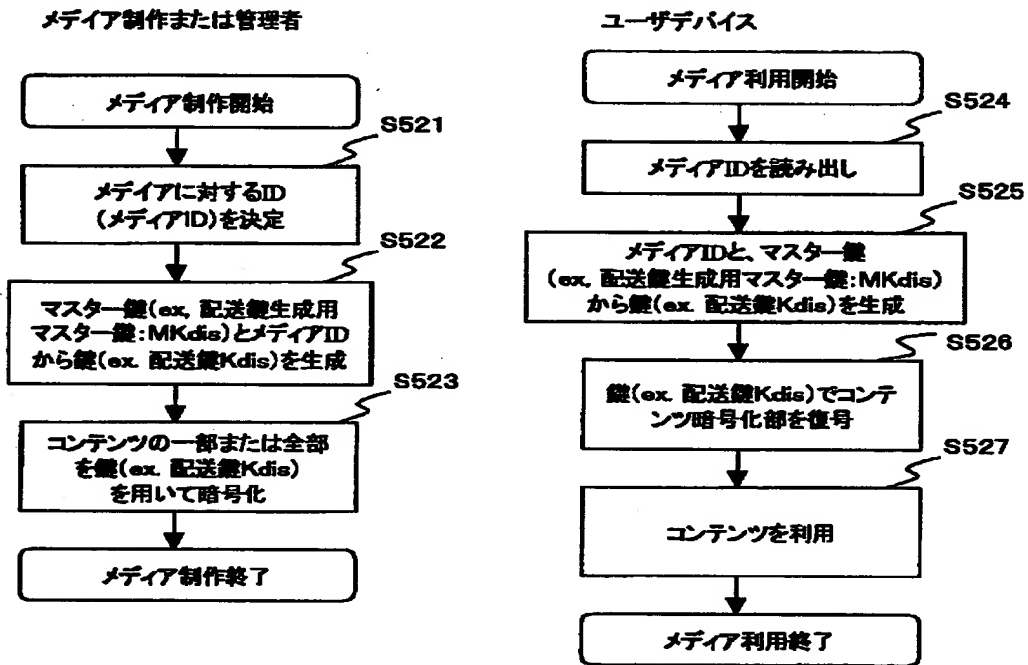 メデイア制作または管理者
メディア制作開始
S521
メデイアに対するID
(メディアID)を決定
S522
マスター鍵(ex, 配送鍵生成用
マスター鍵:MKdis)とメディアID
から鍵(ex. 配送鍵Kdis)を生成
S523
コンテンツの一部または全部
を鍵(ex. 配送鍵Kdis)
を用いて暗号化
メディア制作終了
ユーザデバイス
メディア利用開始
S524
メディアIDを読み出し
S525
メディアIDと、マスター鍵
(ex, 配送鍵生成用マスター鍵:MKdis)
から鍵(ex. 配送鍵Kdis)を生成
S526
鍵(ex. 配送鍵Kdis)でコンテ
ンツ暗号化部を復号
S527
コンテンツを利用
メディア利用終了